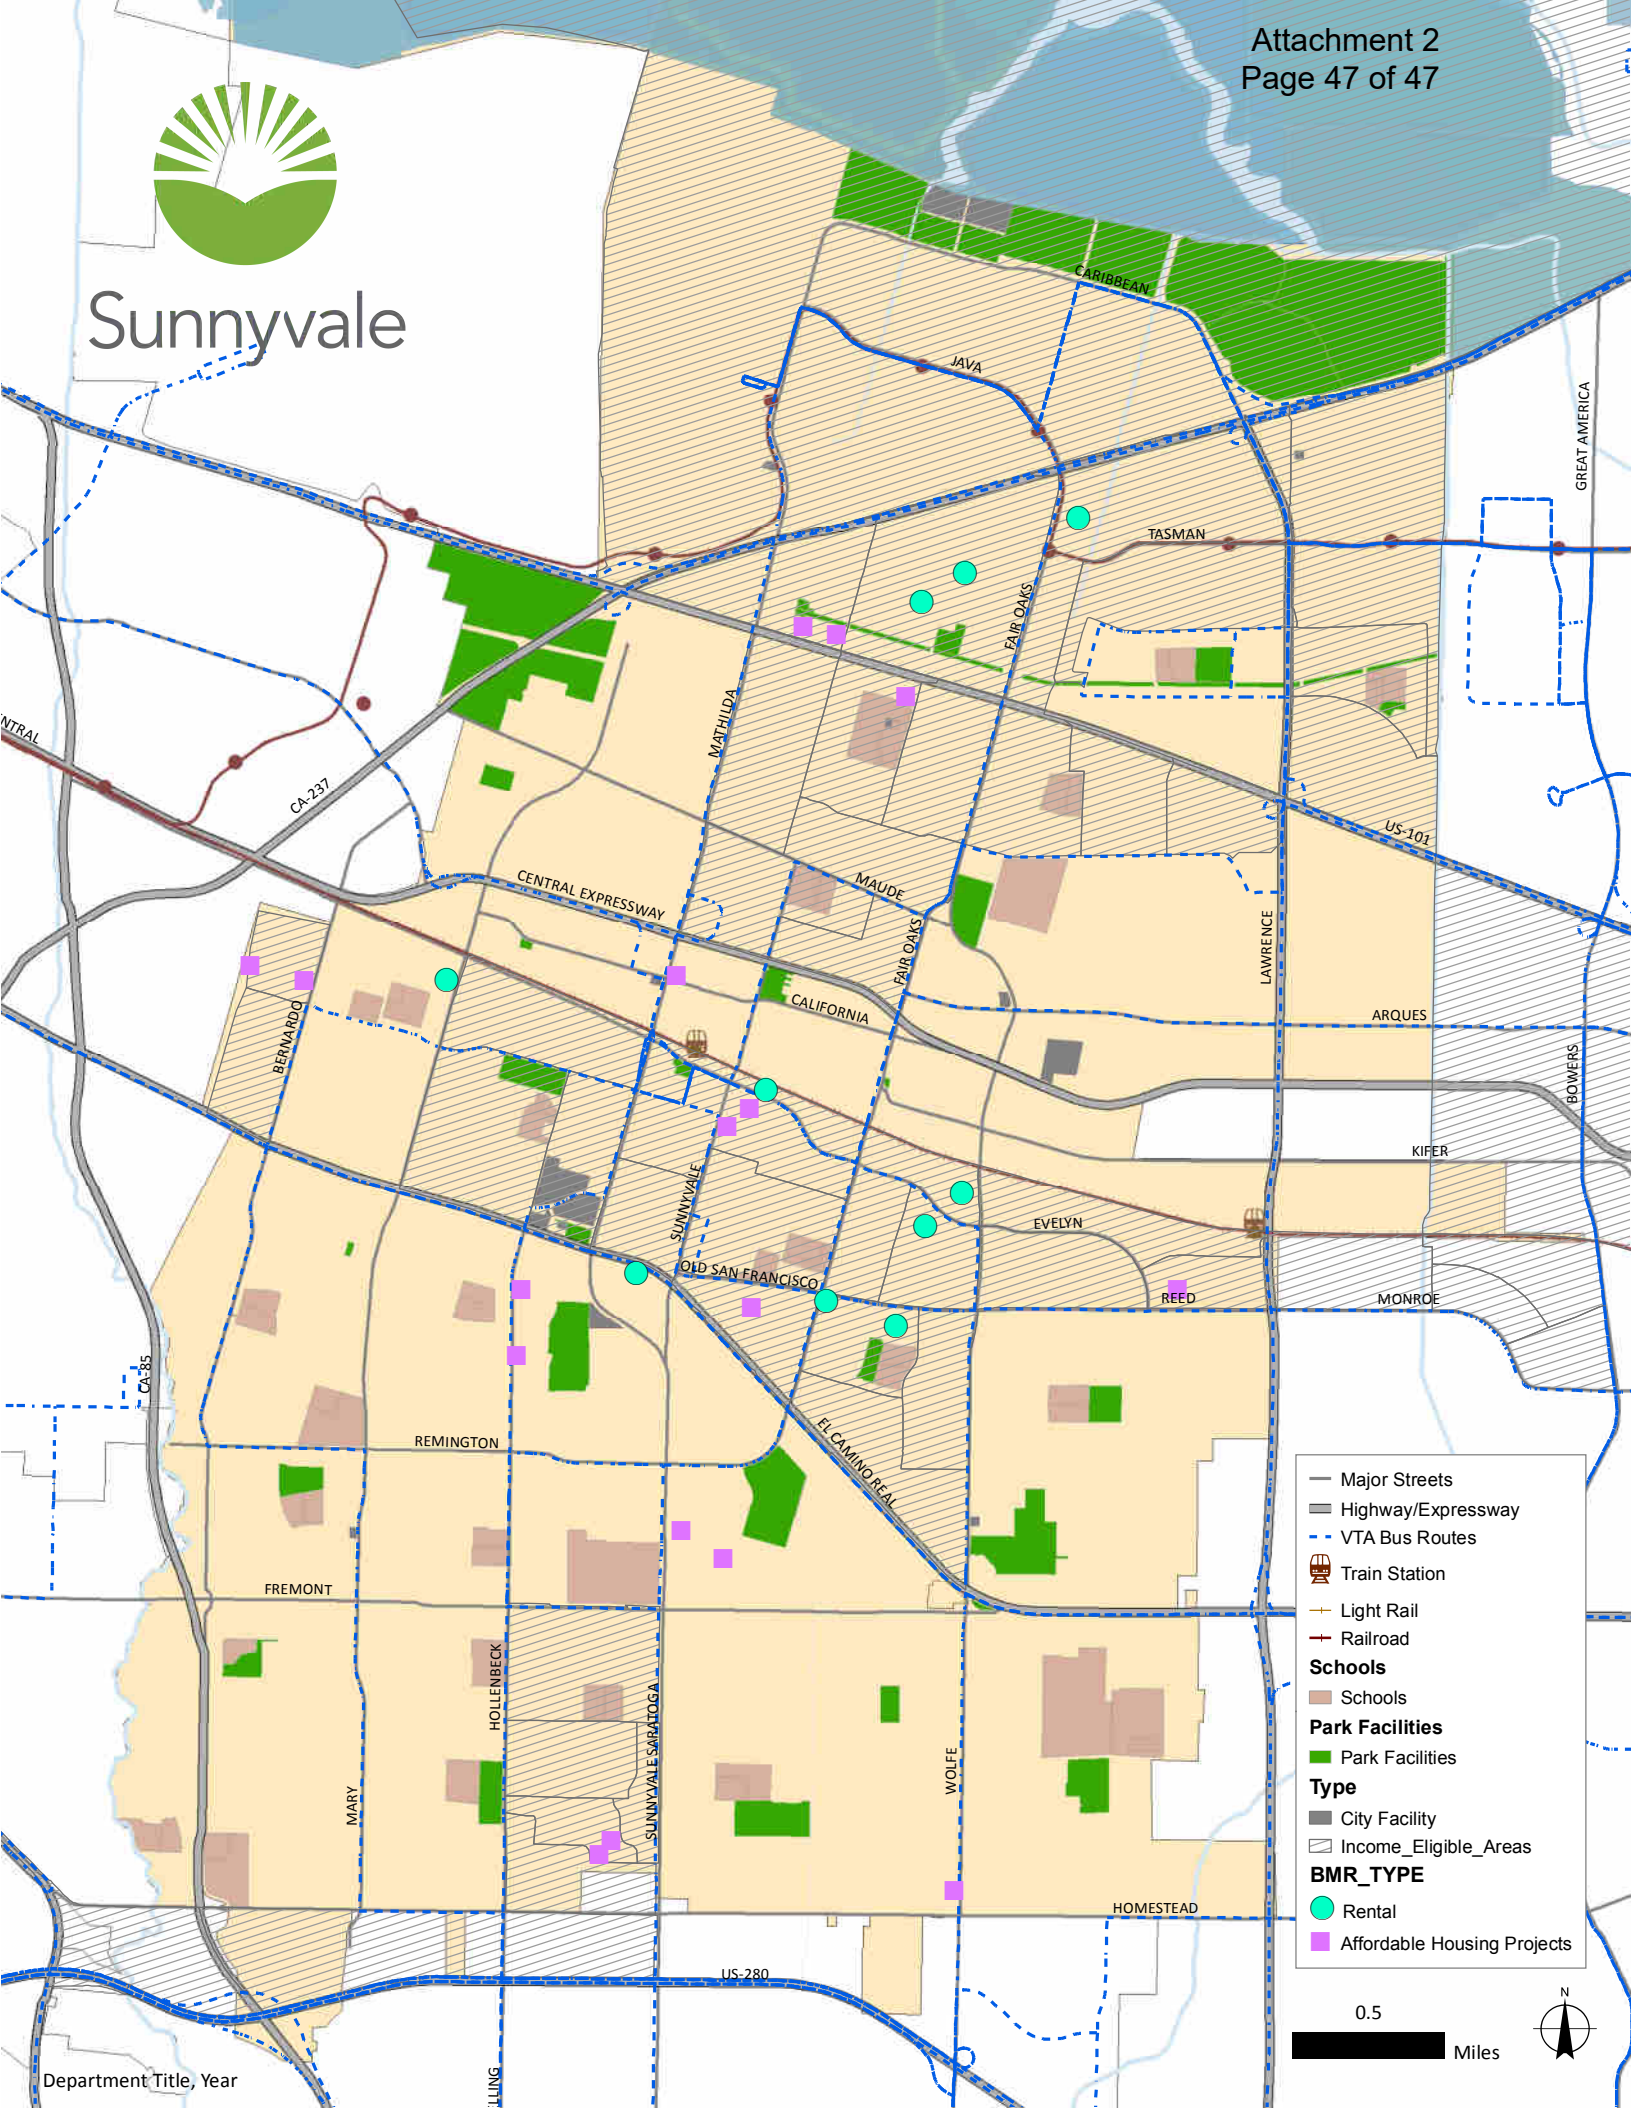 Attachment 2
Page 47 of 47
Sunnyvale
CARIBBEAN
JAVA
GREAT AMERICA
TASMAN
FAIR OAKS
MATHILDA
NTRAL
CA-237
US-101
CENTRAL EXPRESSWAY
MAUDE
FAIR OAKS
LAWRENCE
CALIFORNIA
ARQUES
BERNARDO
BOWERS
KIFER
SUNNYVALE
EVELYN
OLD SAN FRANCISCO
REED
MONROE
CA-85
REMINGTON
EL CAMINO REAL
FREMONT
HOLLENBECK
SUNNYVALE SARATOGA
MARY
WOLFE
HOMESTEAD
US-280
LLING
Major Streets
Highway/Expressway
VTA Bus Routes
Train Station
Light Rail
Railroad
Schools
Schools
Park Facilities
Park Facilities
Type
City Facility
Income_Eligible_Areas
BMR_TYPE
Rental
Affordable Housing Projects
N
0.5
Miles
Department Title, Year